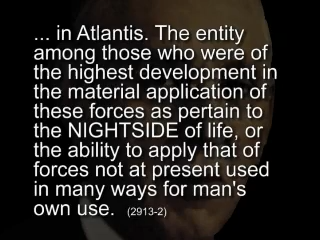 ... in Atlantis. The entity
among those who were of
the highest development in
the material application of
these forces as pertain to
the NIGHTSIDE of life, or
the ability to apply that of
forces not at present used
in many ways for man's
own use. (2913-2)